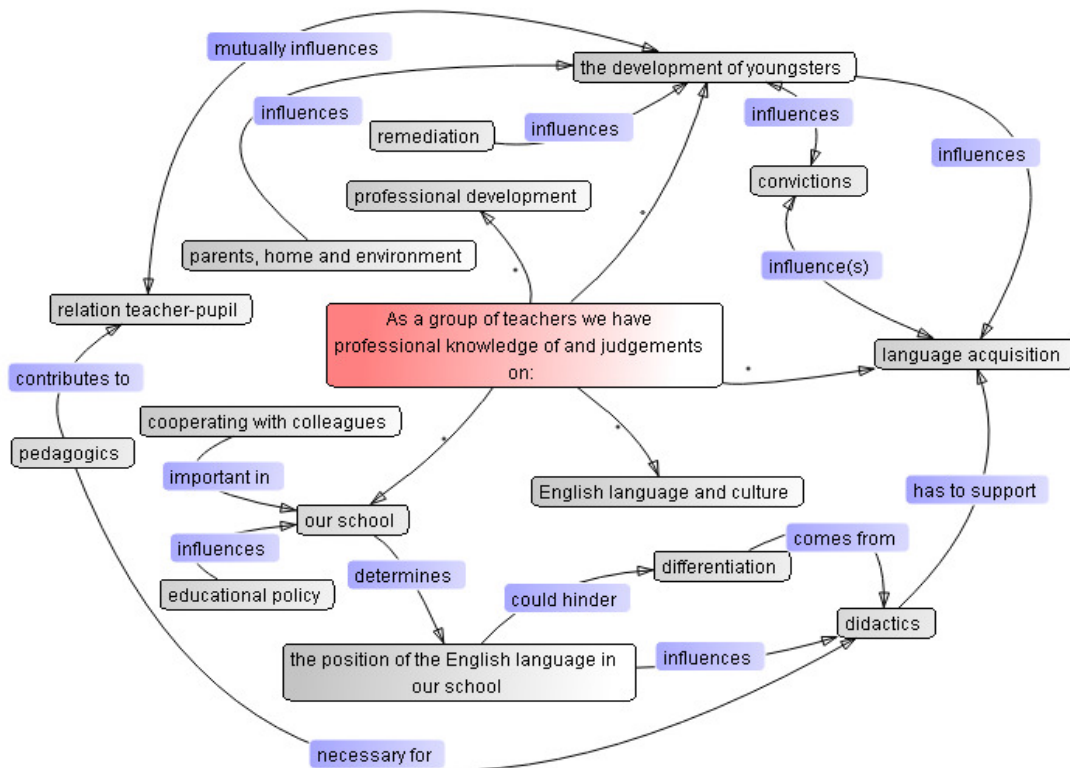 mutually influences
the development of youngsters
influences
influences
influences
remediation
influences
convictions
professional development
parents, home and environment
influence(s)
relation teacher-pupil
As a group of teachers we have
professional knowledge of and judgements
on:
language acquisition
contributes to
cooperating with colleagues
pedagogics
important in
English language and culture
has to support
our school
influences
comes from
differentiation
determines
educational policy
could hinder
didactics
the position of the English language in
our school
influences
necessary for